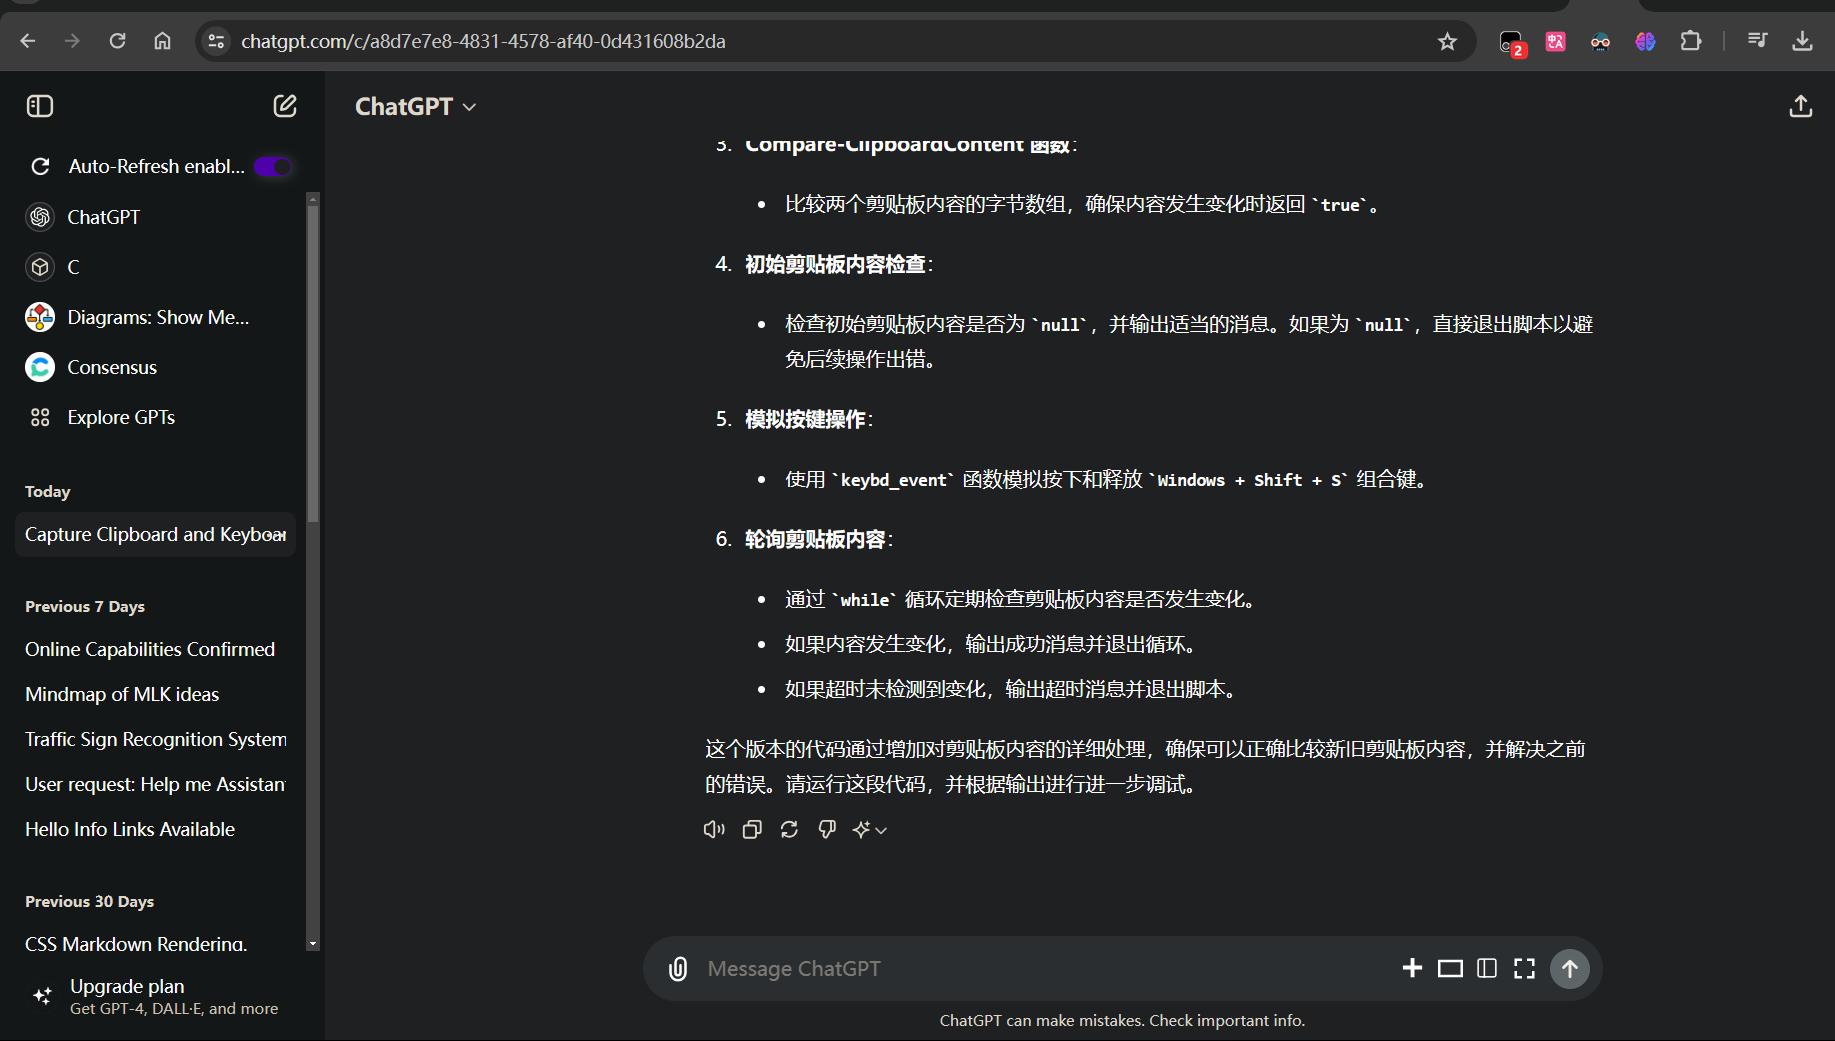 chatgpt.com/c/a8d7e7e8-4831-4578-af40-0d431608b2da
2
中
A
ChatGPT
Auto-Refresh enabl...
ChatGPT
C
Diagrams: Show Me...
Consensus
Explore GPTs
Today
Capture Clipboard and Keyboar
Previous 7 Days
Online Capabilities Confirmed
Mindmap of MLK ideas
Traffic Sign Recognition System
User request: Help me Assistan
Hello Info Links Available
Previous 30 Days
CSS Markdown Rendering.
Upgrade plan
Get GPT-4, DALL·E, and more
3. Compare-ClipboardContent 函数：
• 比较两个剪贴板内容的字节数组，确保内容发生变化时返回 `true`。
4. 初始剪贴板内容检查：
• 检查初始剪贴板内容是否为 `null`，并输出适当的消息。如果为 `null`，直接退出脚本以避
免后续操作出错。
5. 模拟按键操作：
• 使用 `keybd_event` 函数模拟按下和释放 `Windows + Shift + S` 组合键。
6. 轮询剪贴板内容：
• 通过 `while` 循环定期检查剪贴板内容是否发生变化。
• 如果内容发生变化，输出成功消息并退出循环。
• 如果超时未检测到变化，输出超时消息并退出脚本。
这个版本的代码通过增加对剪贴板内容的详细处理，确保可以正确比较新旧剪贴板内容，并解决之前
的错误。请运行这段代码，并根据输出进行进一步调试。
Message ChatGPT
ChatGPT can make mistakes. Check important info.